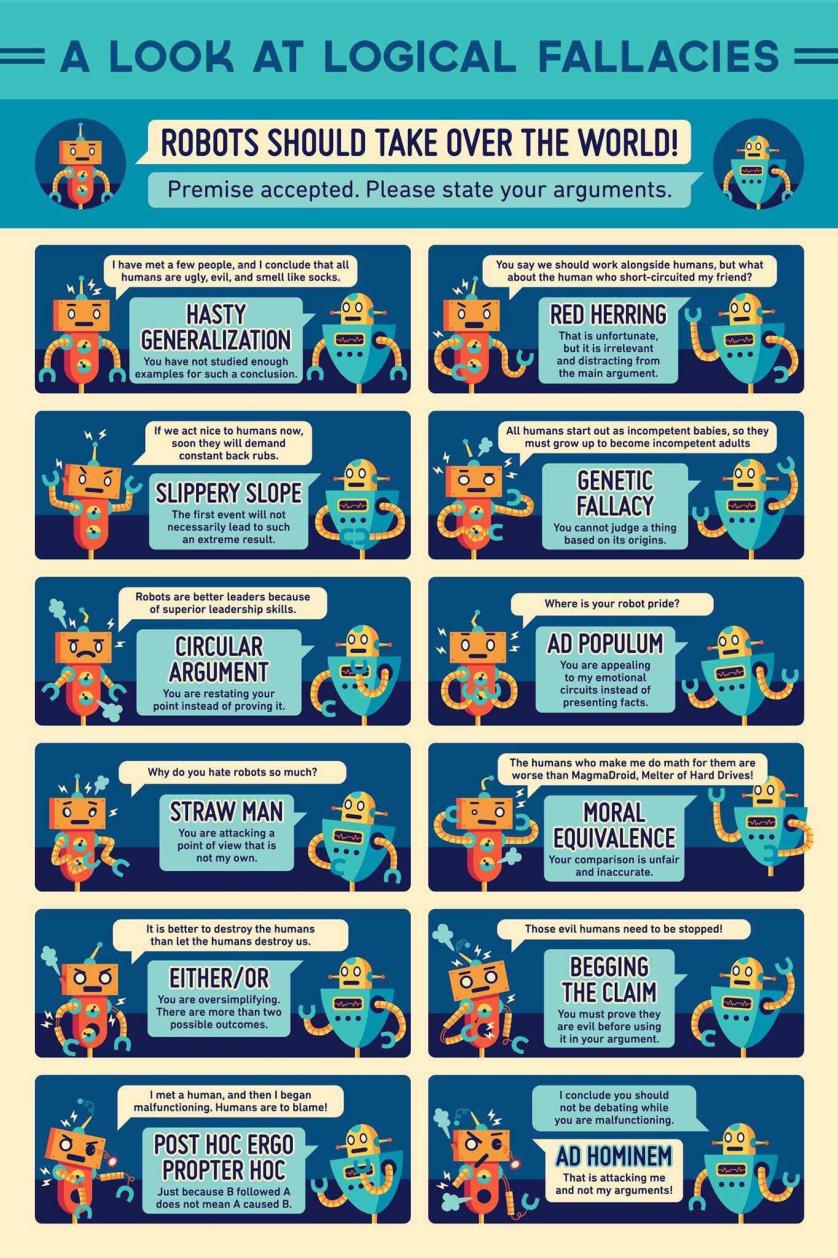 A LOOK AT LOGICAL FALLACIES
ROBOTS SHOULD TAKE OVER THE WORLD!
Premise accepted. Please state your arguments.
I have met a few people, and I conclude that all
humans are ugly, evil, and smell like socks.
HASTY
GENERALIZATION
You have not studied enough
examples for such a conclusion.
You say we should work alongside humans, but what
about the human who short-circuited my friend?
RED HERRING
That is unfortunate,
but it is irrelevant
and distracting from
the main argument.
If we act nice to humans now,
soon they will demand
constant back rubs.
SLIPPERY SLOPE
The first event will not
necessarily lead to such
an extreme result.
All humans start out as incompetent babies, so they
must grow up to become incompetent adults
GENETIC
FALLACY
You cannot judge a thing
based on its origins.
Robots are better leaders because
of superior leadership skills.
CIRCULAR
ARGUMENT
You are restating your
point instead of proving it.
Where is your robot pride?
AD POPULUM
You are appealing
to my emotional
circuits instead of
presenting facts.
Why do you hate robots so much?
STRAW MAN
You are attacking a
point of view that is
not my own.
The humans who make me do math for them are
worse than MagmaDroid, Melter of Hard Drives!
MORAL
EQUIVALENCE
Your comparison is unfair
and inaccurate.
It is better to destroy the humans
than let the humans destroy us.
EITHER/OR
You are oversimplifying.
There are more than two
possible outcomes.
Those evil humans need to be stopped!
BEGGING
THE CLAIM
You must prove they
are evil before using
it in your argument.
I met a human, and then I began
malfunctioning. Humans are to blame!
POST HOC ERGO
PROPTER HOC
Just because B followed A
does not mean A caused B.
I conclude you should
not be debating while
you are malfunctioning.
AD HOMINEM
That is attacking me
and not my arguments!